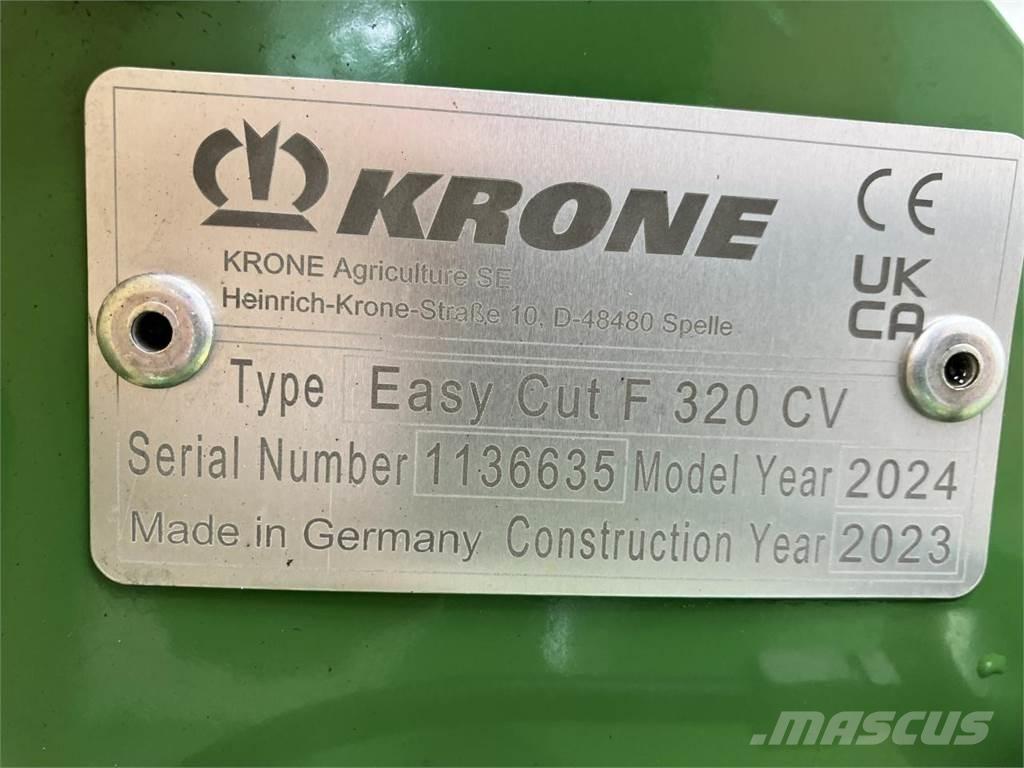 KRONE
CE
KRONE Agriculture SE
Heinrich-Krone-Straße 10, D-48480 Spelle
UK
CA
Type Easy Cut F 320 CV
Serial Number 1136635 Model Year 2024
Made in Germany Construction Year 2023
MASCUS